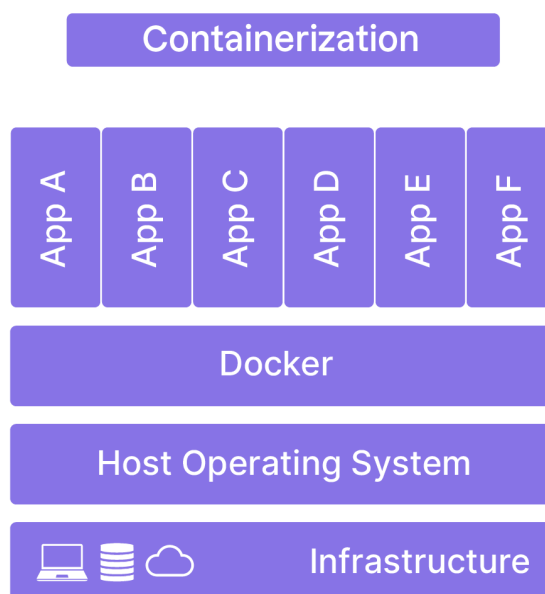 Containerization
App A
App B
App C
App D
App E
App F
Docker
Host Operating System
Infrastructure